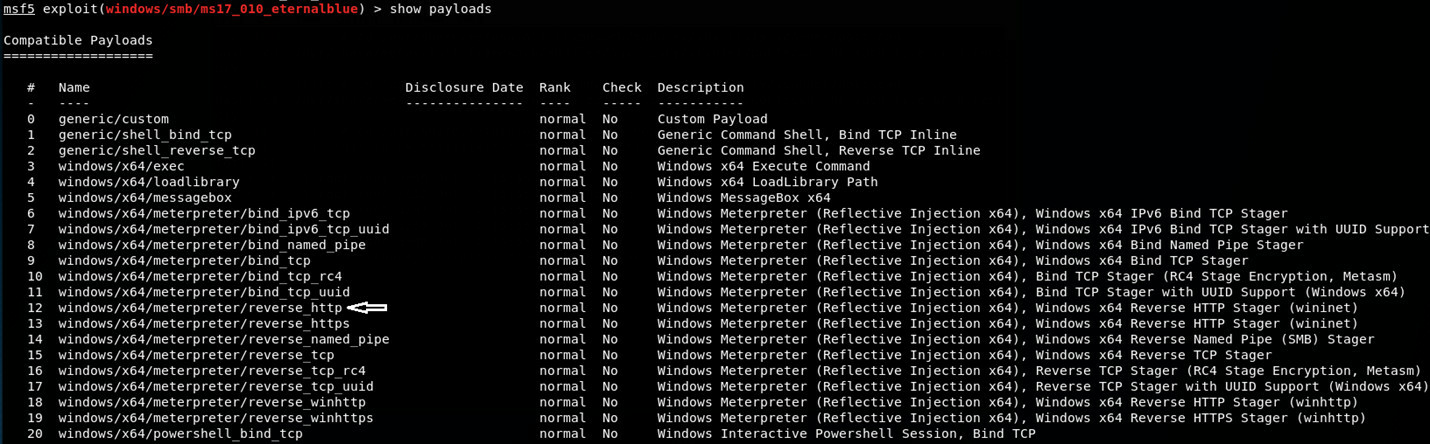 msf5 exploit(windows/smb/ms17_010_eternalblue) > show payloads
Compatible Payloads
===================
#   Name   Disclosure Date   Rank   Check   Description
-   ----   ---------------   ----   -----   -----------
0   generic/custom   normal   No   Custom Payload
1   generic/shell_bind_tcp   normal   No   Generic Command Shell, Bind TCP Inline
2   generic/shell_reverse_tcp   normal   No   Generic Command Shell, Reverse TCP Inline
3   windows/x64/exec   normal   No   Windows x64 Execute Command
4   windows/x64/loadlibrary   normal   No   Windows x64 LoadLibrary Path
5   windows/x64/messagebox   normal   No   Windows MessageBox x64
6   windows/x64/meterpreter/bind_ipv6_tcp   normal   No   Windows Meterpreter (Reflective Injection x64), Windows x64 IPv6 Bind TCP Stager
7   windows/x64/meterpreter/bind_ipv6_tcp_uuid   normal   No   Windows Meterpreter (Reflective Injection x64), Windows x64 IPv6 Bind TCP Stager with UUID Support
8   windows/x64/meterpreter/bind_named_pipe   normal   No   Windows Meterpreter (Reflective Injection x64), Windows x64 Bind Named Pipe Stager
9   windows/x64/meterpreter/bind_tcp   normal   No   Windows Meterpreter (Reflective Injection x64), Windows x64 Bind TCP Stager
10   windows/x64/meterpreter/bind_tcp_rc4   normal   No   Windows Meterpreter (Reflective Injection x64), Bind TCP Stager (RC4 Stage Encryption, Metasm)
11   windows/x64/meterpreter/bind_tcp_uuid   normal   No   Windows Meterpreter (Reflective Injection x64), Bind TCP Stager with UUID Support (Windows x64)
12   windows/x64/meterpreter/reverse_http   normal   No   Windows Meterpreter (Reflective Injection x64), Windows x64 Reverse HTTP Stager (wininet)
13   windows/x64/meterpreter/reverse_https   normal   No   Windows Meterpreter (Reflective Injection x64), Windows x64 Reverse HTTP Stager (wininet)
14   windows/x64/meterpreter/reverse_named_pipe   normal   No   Windows Meterpreter (Reflective Injection x64), Windows x64 Reverse Named Pipe (SMB) Stager
15   windows/x64/meterpreter/reverse_tcp   normal   No   Windows Meterpreter (Reflective Injection x64), Windows x64 Reverse TCP Stager
16   windows/x64/meterpreter/reverse_tcp_rc4   normal   No   Windows Meterpreter (Reflective Injection x64), Reverse TCP Stager (RC4 Stage Encryption, Metasm)
17   windows/x64/meterpreter/reverse_tcp_uuid   normal   No   Windows Meterpreter (Reflective Injection x64), Reverse TCP Stager with UUID Support (Windows x64)
18   windows/x64/meterpreter/reverse_winhttp   normal   No   Windows Meterpreter (Reflective Injection x64), Windows x64 Reverse HTTP Stager (winhttp)
19   windows/x64/meterpreter/reverse_winhttps   normal   No   Windows Meterpreter (Reflective Injection x64), Windows x64 Reverse HTTPS Stager (winhttp)
20   windows/x64/powershell_bind_tcp   normal   No   Windows Interactive Powershell Session, Bind TCP